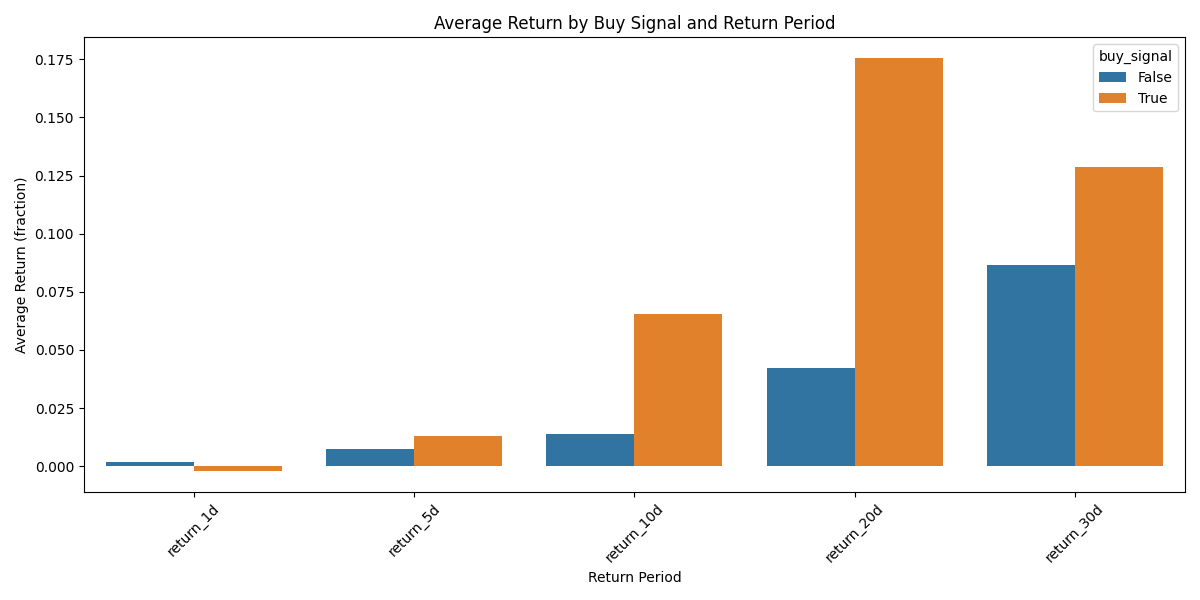 Average Return by Buy Signal and Return Period
buy_signal
False
True
Average Return (fraction)
0.175
0.150
0.125
0.100
0.075
0.050
0.025
0.000
return_1d
return_5d
return_10d
return_20d
return_30d
Return Period